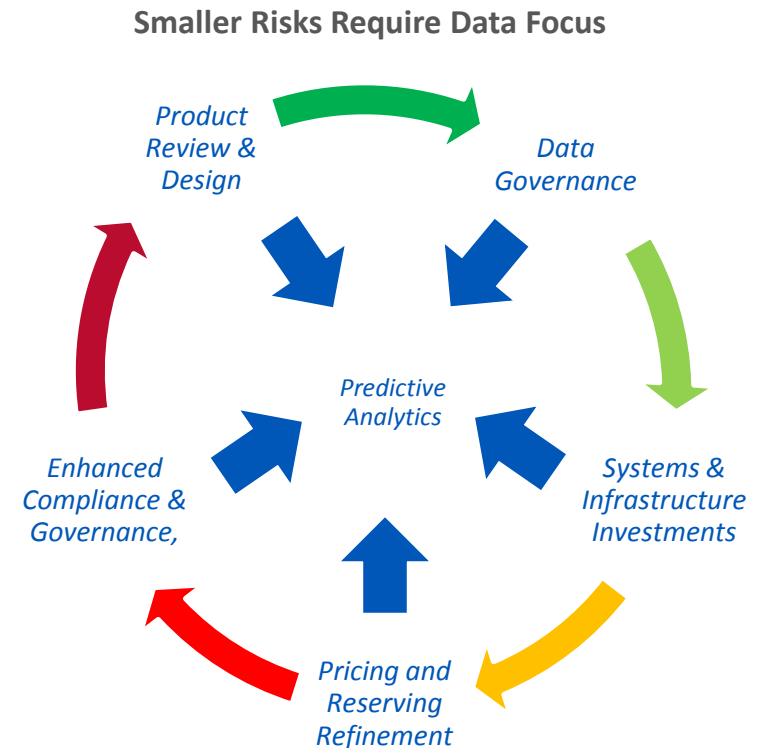 Smaller Risks Require Data Focus
Product
Review &
Design
Data
Governance
Predictive
Analytics
Enhanced
Compliance &
Governance,
Systems &
Infrastructure
Investments
Pricing and
Reserving
Refinement